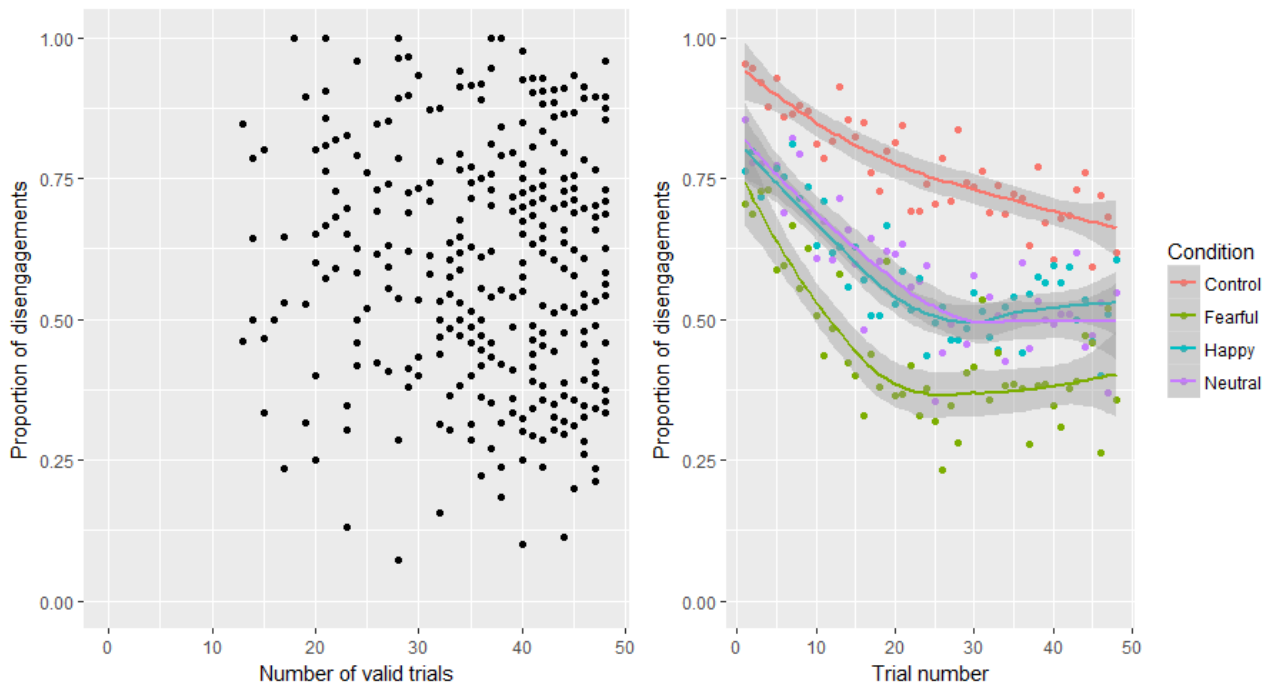 1.00
0.75
0.50
0.25
0.00
Proportion of disengagements
0
10
20
30
40
50
Number of valid trials
1.00
0.75
0.50
0.25
0.00
Proportion of disengagements
0
10
20
30
40
50
Trial number
Condition
Control
Fearful
Happy
Neutral